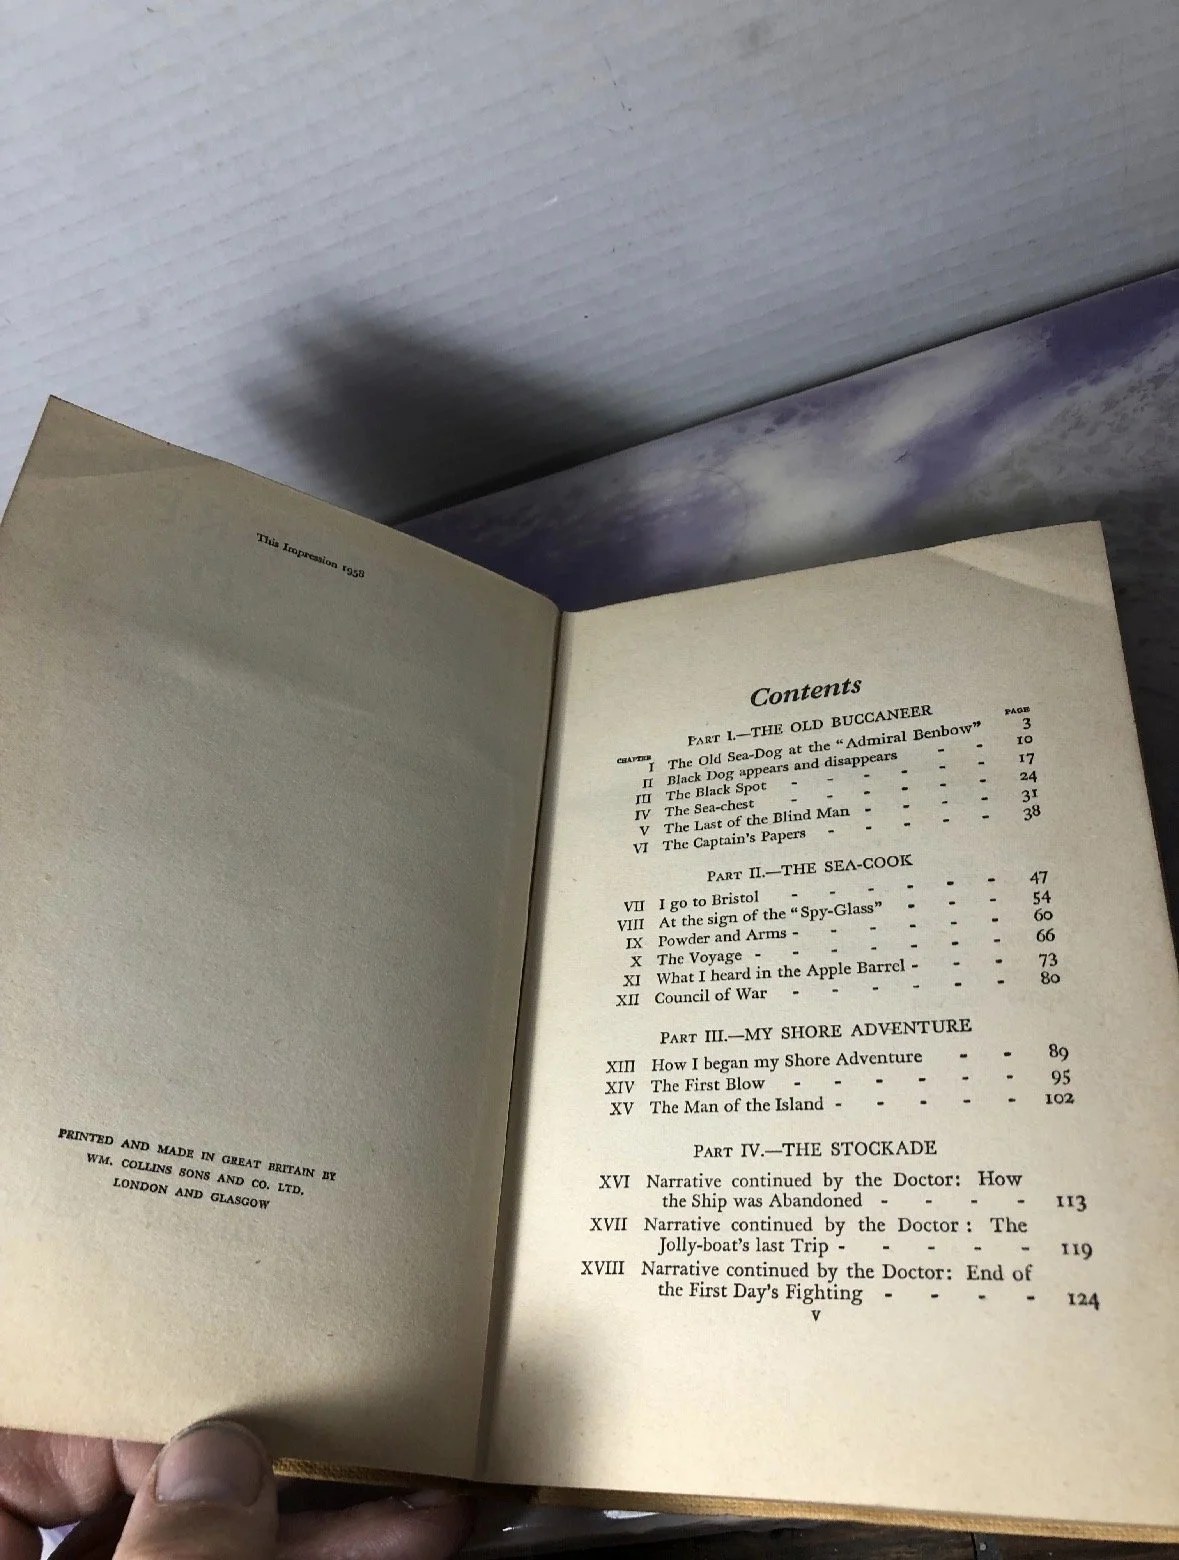 This Impression 1958
PRINTED AND MADE IN GREAT BRITAIN BY
WM. COLLINS SONS AND CO. LTD.
LONDON AND GLASGOW
Contents
PART I.—THE OLD BUCCANEER
CHAPTER PAGE
I The Old Sea-Dog at the "Admiral Benbow" 3
II Black Dog appears and disappears - - 10
III The Black Spot - - - - - - 17
IV The Sea-chest - - - - - - 24
V The Last of the Blind Man - - - - 31
VI The Captain's Papers - - - - - 38
PART II.—THE SEA-COOK
VII I go to Bristol - - - - - - 47
VIII At the sign of the "Spy-Glass" - - - 54
IX Powder and Arms - - - - - - 60
X The Voyage - - - - - - - 66
XI What I heard in the Apple Barrel - - - 73
XII Council of War - - - - - - 80
PART III.—MY SHORE ADVENTURE
XIII How I began my Shore Adventure - - 89
XIV The First Blow - - - - - - 95
XV The Man of the Island - - - - - 102
PART IV.—THE STOCKADE
XVI Narrative continued by the Doctor: How
the Ship was Abandoned - - - - 113
XVII Narrative continued by the Doctor: The
Jolly-boat's last Trip - - - - - 119
XVIII Narrative continued by the Doctor: End of
the First Day's Fighting - - - - 124
V